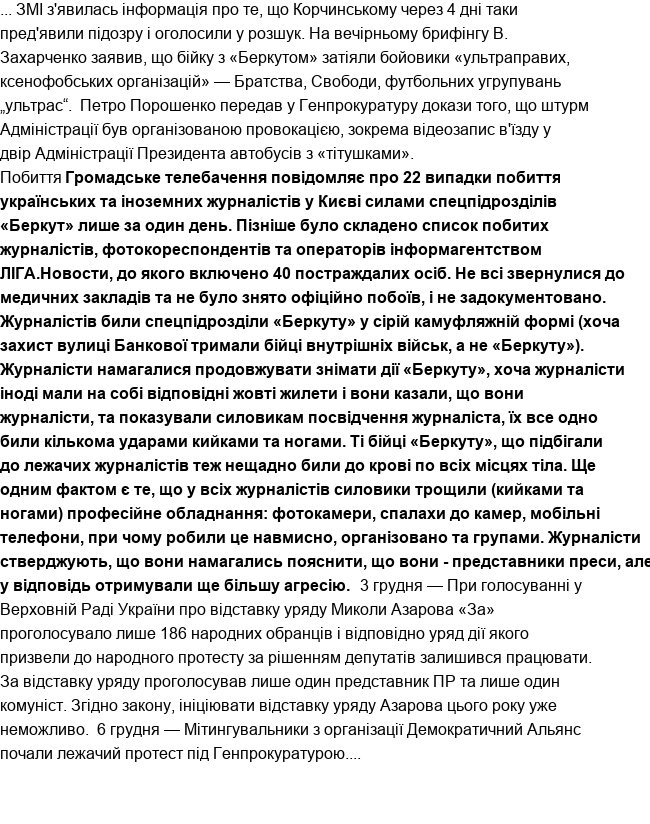 ... ЗМІ з'явилась інформація про те, що Корчинському через 4 дні таки
пред'явили підозру і оголосили у розшук. На вечірньому брифінгу В.
Захарченко заявив, що бійку з «Беркутом» затіяли бойовики «ультраправих,
ксенофобських організацій» — Братства, Свободи, футбольних угрупувань
„ультрас“.  Петро Порошенко передав у Генпрокуратуру докази того, що штурм
Адміністрації був організованою провокацією, зокрема відеозапис в'їзду у
двір Адміністрації Президента автобусів з «тітушками».
Побиття Громадське телебачення повідомляє про 22 випадки побиття
українських та іноземних журналістів у Києві силами спецпідрозділів
«Беркут» лише за один день. Пізніше було складено список побитих
журналістів, фотокореспондентів та операторів інформагентством
ЛІГА.Новости, до якого включено 40 постраждалих осіб. Не всі звернулися до
медичних закладів та не було знято офіційно побоїв, і не задокументовано.
Журналістів били спецпідрозділи «Беркуту» у сірій камуфляжній формі (хоча
захист вулиці Банкової тримали бійці внутрішніх військ, а не «Беркуту»).
Журналісти намагалися продовжувати знімати дії «Беркуту», хоча журналісти
іноді мали на собі відповідні жовті жилети і вони казали, що вони
журналісти, та показували силовикам посвідчення журналіста, їх все одно
били кількома ударами кийками та ногами. Ті бійці «Беркуту», що підбігали
до лежачих журналістів теж нещадно били до крові по всіх місцях тіла. Ще
одним фактом є те, що у всіх журналістів силовики трощили (кийками та
ногами) професійне обладнання: фотокамери, спалахи до камер, мобільні
телефони, при чому робили це навмисно, організовано та групами. Журналісти
стверджують, що вони намагались пояснити, що вони - представники преси, але
у відповідь отримували ще більшу агресію.  3 грудня — При голосуванні у
Верховній Раді України про відставку уряду Миколи Азарова «За»
проголосувало лише 186 народних обранців і відповідно уряд дії якого
призвели до народного протесту за рішенням депутатів залишився працювати.
За відставку уряду проголосував лише один представник ПР та лише один
комуніст. Згідно закону, ініціювати відставку уряду Азарова цього року уже
неможливо.  6 грудня — Мітингувальники з організації Демократичний Альянс
почали лежачий протест під Генпрокуратурою....